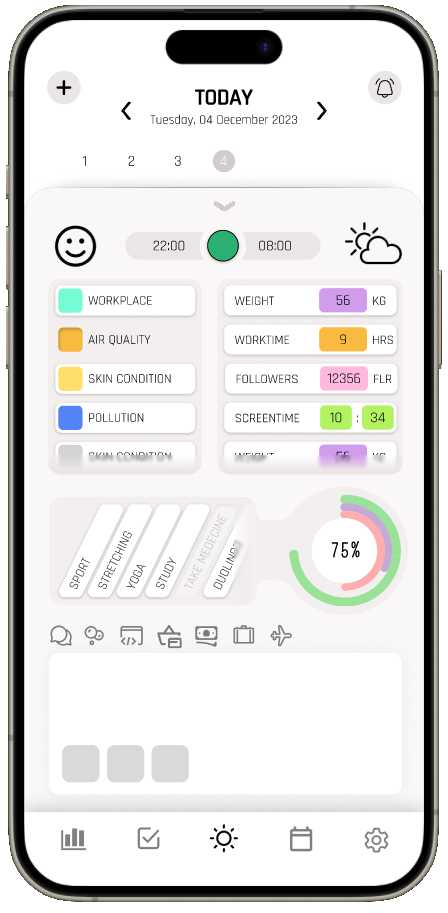 TODAY
Tuesday, 04 December 2023
1 2 3 4
22:00 08:00
WORKPLACE
AIR QUALITY
SKIN CONDITION
POLLUTION
SKIN CONDITION
WEIGHT 56 KG
WORKTIME 9 HRS
FOLLOWERS 12356 FLR
SCREENTIME 10 : 34
WEIGHT 56 KG
SPORT
STRETCHING
YOGA
STUDY
TAKE MEDECINE
75%